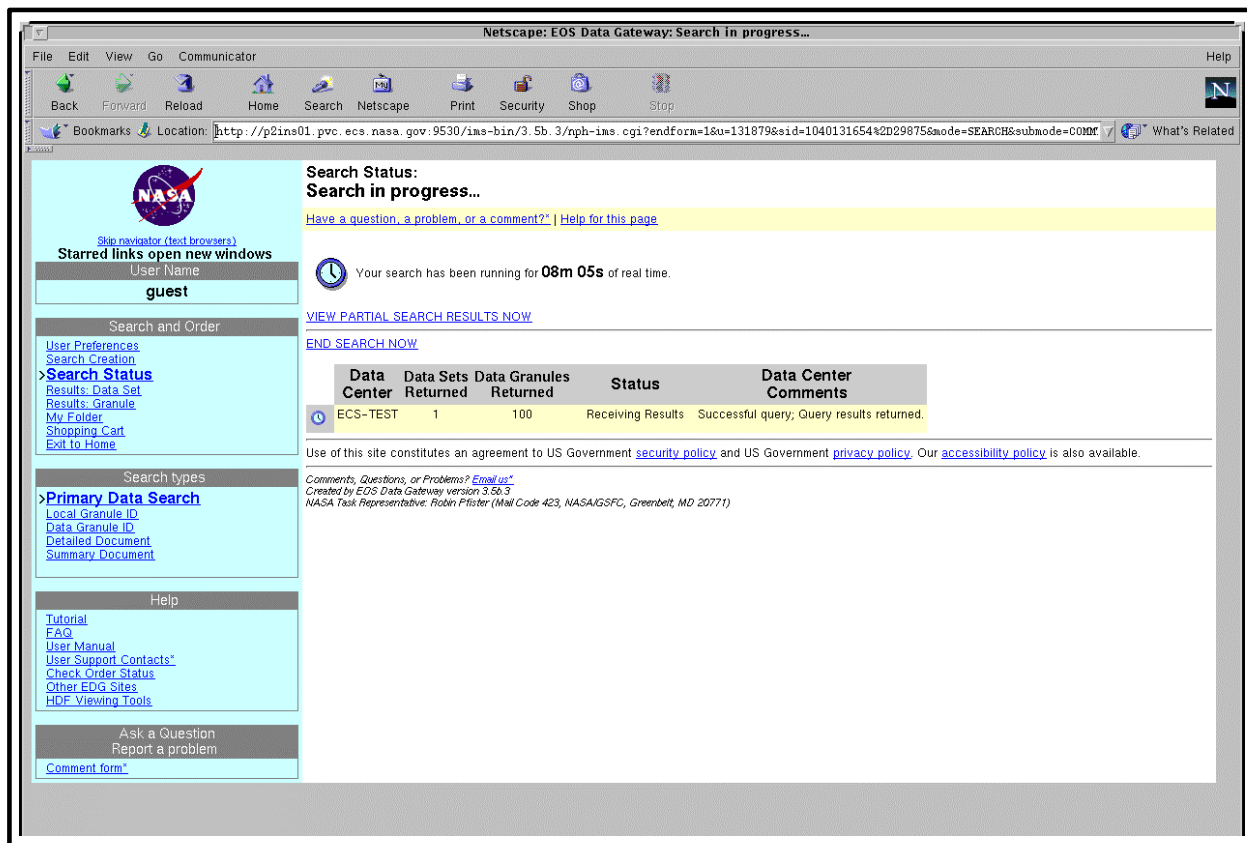 Netscape: EOS Data Gateway: Search in progress...
File Edit View Go Communicator Help
Back Forward Reload Home Search Netscape Print Security Shop Stop
My
N
Bookmarks Location: http://p2ins01.pvc.ecs.nasa.gov:9530/ims-bin/3.5b.3/nph-ims.cgi?endform=1&u=131879&sid=1040131654%2D29875&mode=SEARCH&submode=COMM What's Related
NASA
Skip navigator (text browsers)
Starred links open new windows
User Name
guest
Search and Order
User Preferences
Search Creation
>Search Status
Results: Data Set
Results: Granule
My Folder
Shopping Cart
Exit to Home
Search types
>Primary Data Search
Local Granule ID
Data Granule ID
Detailed Document
Summary Document
Help
Tutorial
FAQ
User Manual
User Support Contacts*
Check Order Status
Other EDG Sites
HDF Viewing Tools
Ask a Question
Report a problem
Comment form*
Search Status:
Search in progress...
Have a question, a problem, or a comment?* | Help for this page
Your search has been running for 08m 05s of real time.
VIEW PARTIAL SEARCH RESULTS NOW
END SEARCH NOW
Data Center Data Sets Returned Data Granules Returned Status Data Center Comments
ECS-TEST 1 100 Receiving Results Successful query; Query results returned.
Use of this site constitutes an agreement to US Government security policy and US Government privacy policy. Our accessibility policy is also available.
Comments, Questions, or Problems? Email us*
Created by EOS Data Gateway version 3.5b.3
NASA Task Representative: Robin Pfister (Mail Code 423, NASA/GSFC, Greenbelt, MD 20771)